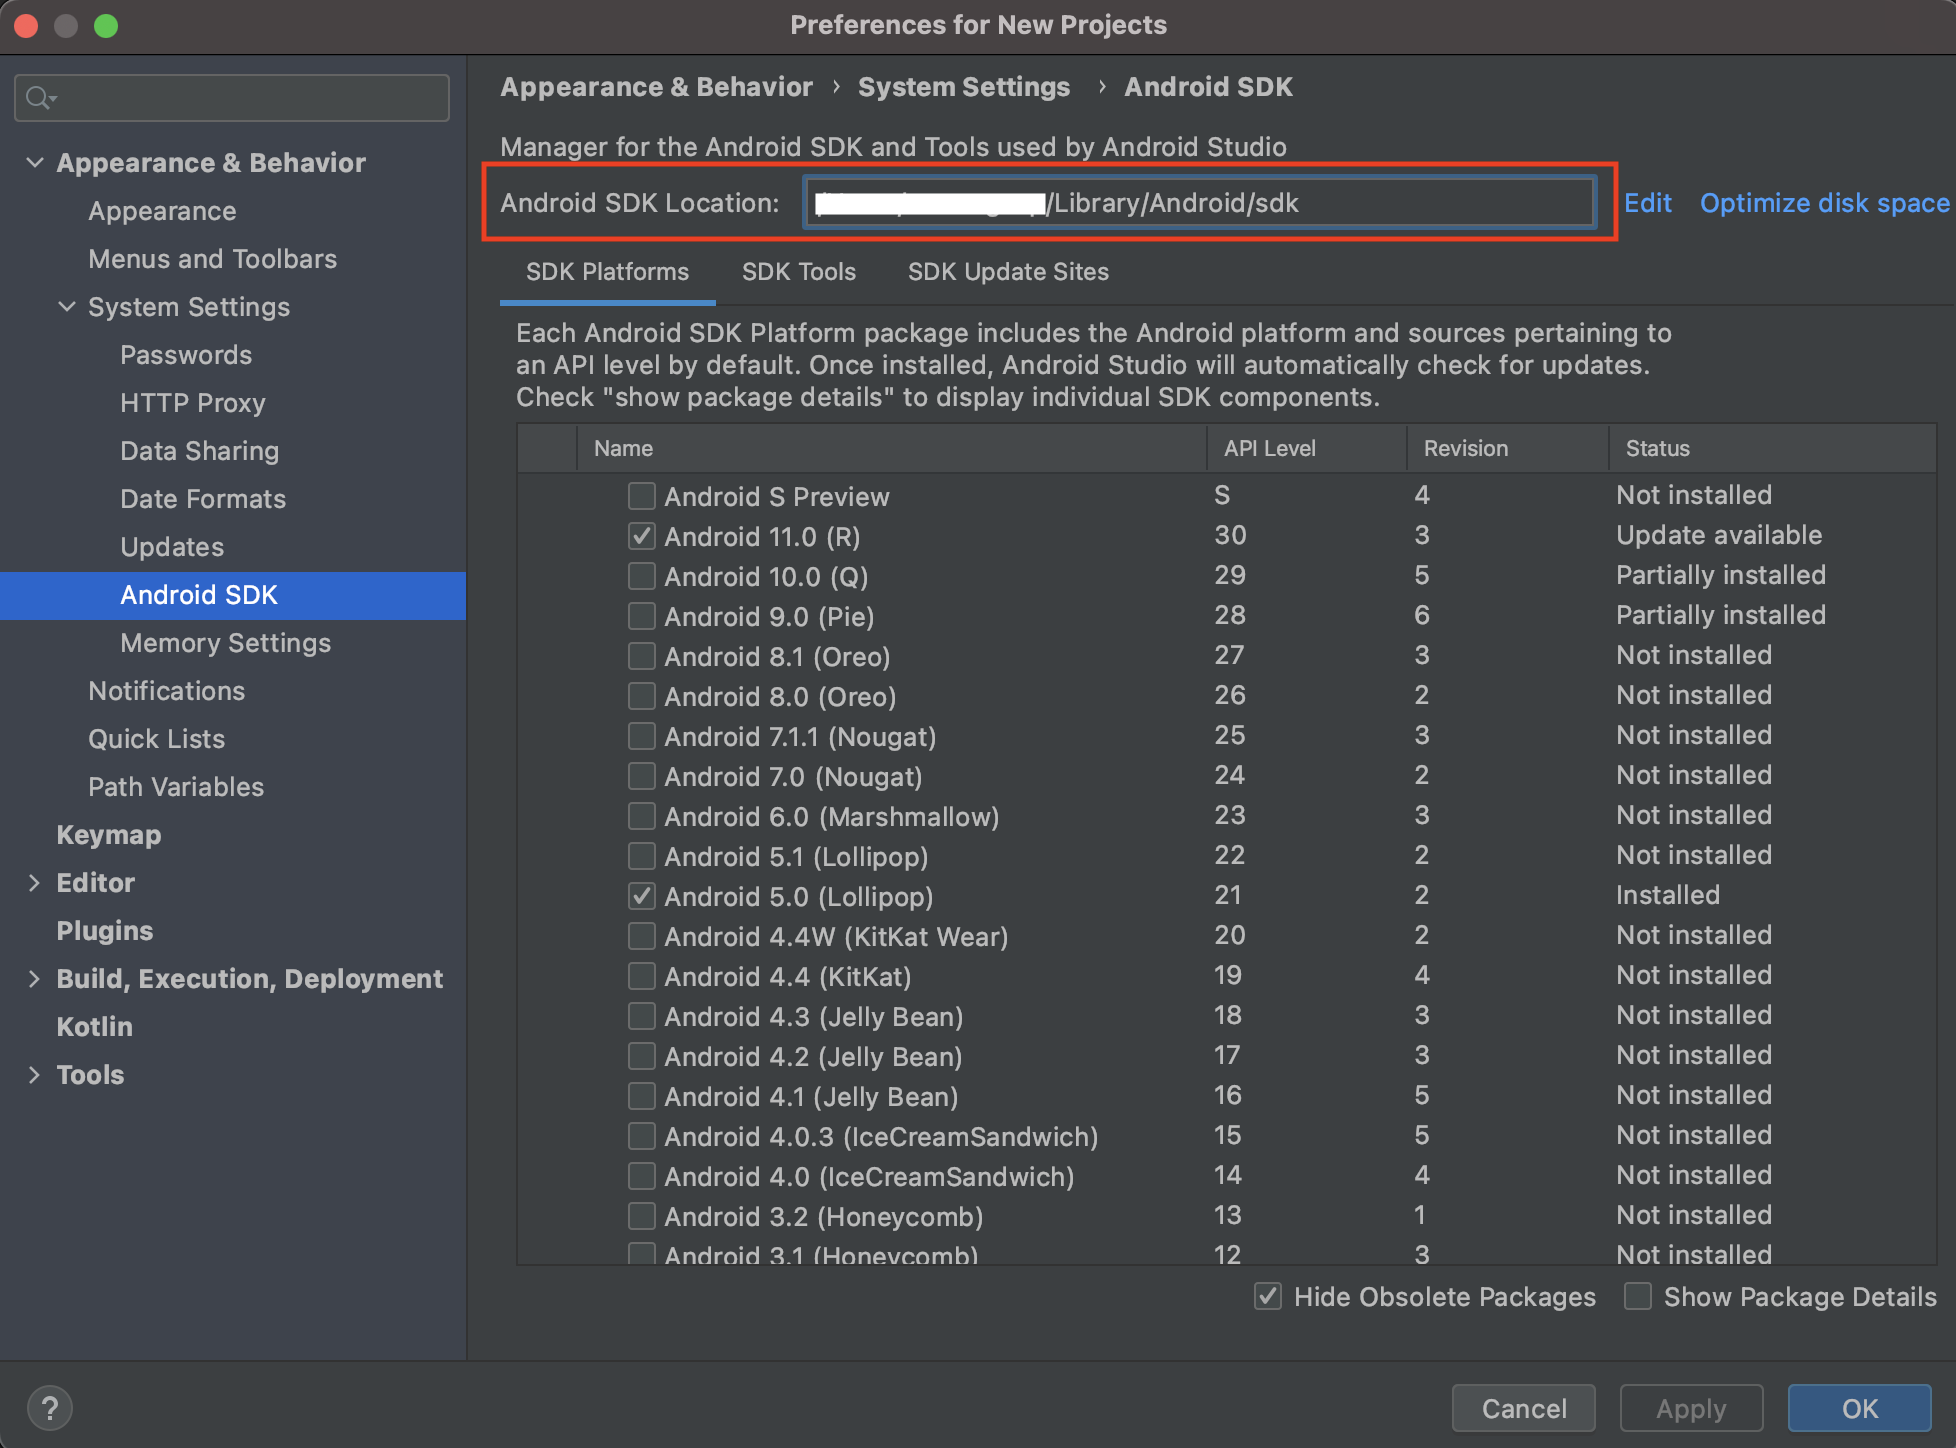 Preferences for New Projects
Appearance & Behavior
Appearance
Menus and Toolbars
System Settings
Passwords
HTTP Proxy
Data Sharing
Date Formats
Updates
Android SDK
Memory Settings
Notifications
Quick Lists
Path Variables
Keymap
Editor
Plugins
Build, Execution, Deployment
Kotlin
Tools
Appearance & Behavior › System Settings › Android SDK
Manager for the Android SDK and Tools used by Android Studio
Android SDK Location: /Library/Android/sdk Edit Optimize disk space
SDK Platforms SDK Tools SDK Update Sites
Each Android SDK Platform package includes the Android platform and sources pertaining to
an API level by default. Once installed, Android Studio will automatically check for updates.
Check "show package details" to display individual SDK components.
Name API Level Revision Status
Android S Preview S 4 Not installed
Android 11.0 (R) 30 3 Update available
Android 10.0 (Q) 29 5 Partially installed
Android 9.0 (Pie) 28 6 Partially installed
Android 8.1 (Oreo) 27 3 Not installed
Android 8.0 (Oreo) 26 2 Not installed
Android 7.1.1 (Nougat) 25 3 Not installed
Android 7.0 (Nougat) 24 2 Not installed
Android 6.0 (Marshmallow) 23 3 Not installed
Android 5.1 (Lollipop) 22 2 Not installed
Android 5.0 (Lollipop) 21 2 Installed
Android 4.4W (KitKat Wear) 20 2 Not installed
Android 4.4 (KitKat) 19 4 Not installed
Android 4.3 (Jelly Bean) 18 3 Not installed
Android 4.2 (Jelly Bean) 17 3 Not installed
Android 4.1 (Jelly Bean) 16 5 Not installed
Android 4.0.3 (IceCreamSandwich) 15 5 Not installed
Android 4.0 (IceCreamSandwich) 14 4 Not installed
Android 3.2 (Honeycomb) 13 1 Not installed
Android 3.1 (Honeycomb) 12 3 Not installed
Hide Obsolete Packages Show Package Details
? Cancel Apply OK